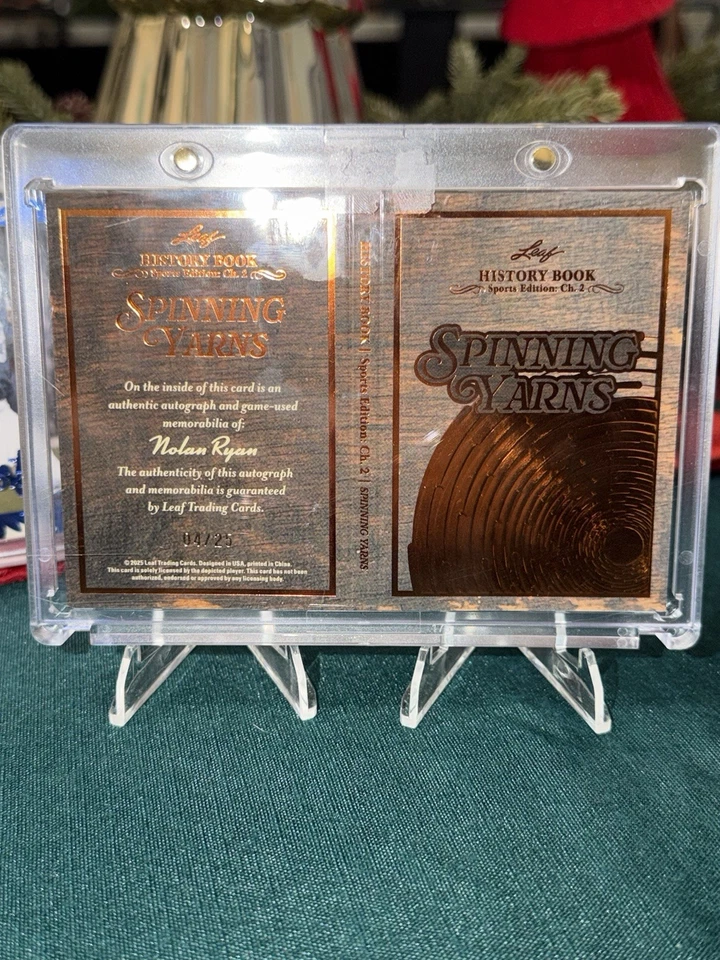 Leaf
HISTORY BOOK
Sports Edition: Ch. 2
SPINNING
YARNS
On the inside of this card is an
authentic autograph and game-used
memorabilia of:
Nolan Ryan
The authenticity of this autograph
and memorabilia is guaranteed
by Leaf Trading Cards.
04/25
© 2025 Leaf Trading Cards. Designed in USA, printed in China.
This card is solely licensed by the depicted player. This card has not been
authorized, endorsed or approved by any licensing body.
HISTORY BOOK | Sports Edition: Ch. 2 | SPINNING YARNS
Leaf
HISTORY BOOK
Sports Edition: Ch. 2
SPINNING
YARNS